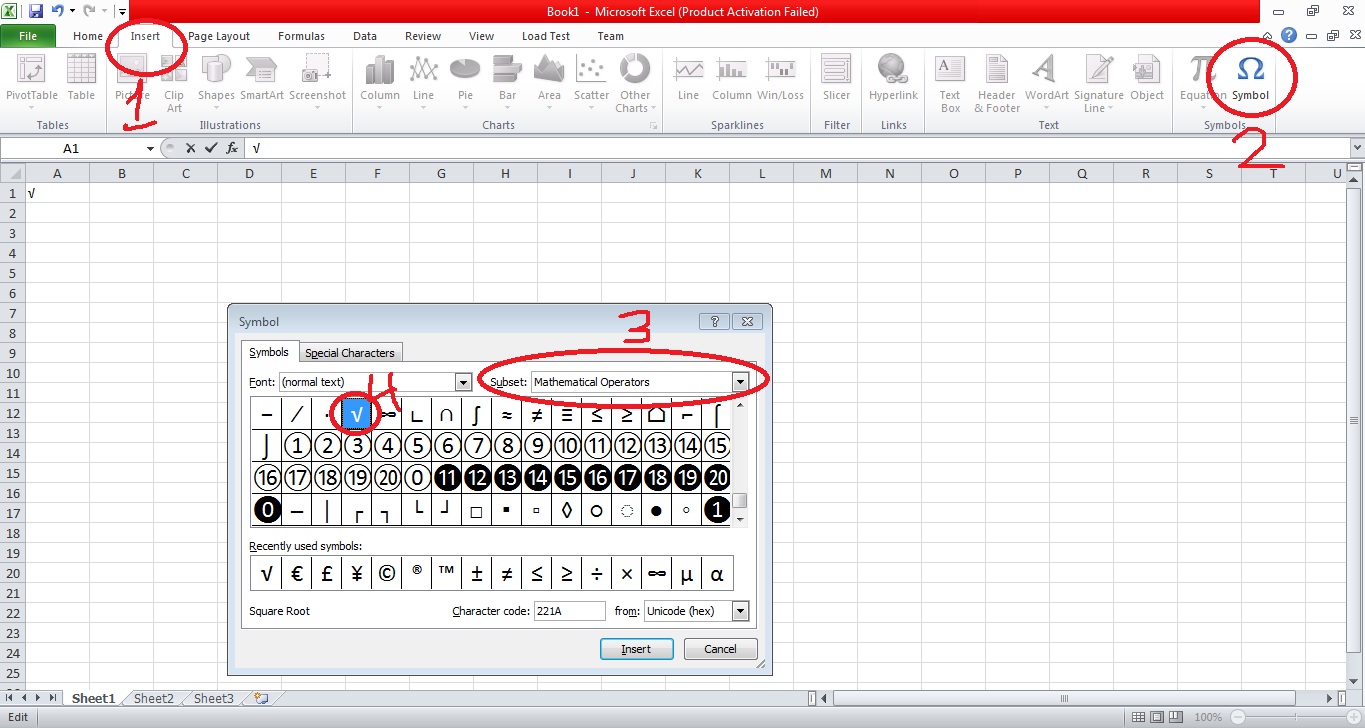 Book1 - Microsoft Excel (Product Activation Failed)
File Home Insert Page Layout Formulas Data Review View Load Test Team
PivotTable Table Picture Clip Art Shapes SmartArt Screenshot Column Line Pie Bar Area Scatter Other Charts Line Column Win/Loss Slicer Hyperlink Text Box Header & Footer WordArt Signature Line Object Equation Ω Symbol
1
Tables Illustrations Charts Sparklines Filter Links Text Symbols
2
A1 fx √
A B C D E F G H I J K L M N O P Q R S T U
1 √
2
3
4
5
6
7
8
9
10
11
12
13
14
15
16
17
18
19
20
21
22
23
24
25
3
Symbol ?
Symbols Special Characters
Font: (normal text) Subset: Mathematical Operators
4
− ∕ ∙ √ ∞ ∟ ∩ ∫ ≈ ≠ ≡ ≤ ≥ ⌂ ⌐ ⌠
⌡ ① ② ③ ④ ⑤ ⑥ ⑦ ⑧ ⑨ ⑩ ⑪ ⑫ ⑬ ⑭ ⑮
⑯ ⑰ ⑱ ⑲ ⑳ ⓪ ⓫ ⓬ ⓭ ⓮ ⓯ ⓰ ⓱ ⓲ ⓳ ⓴
⓿ ─ │ ┌ ┐ └ ┘ □ ▪ ▫ ◊ ○ ◌ ● ◦ ❶
Recently used symbols:
√ € £ ¥ © ® ™ ± ≠ ≤ ≥ ÷ × ∞ µ α
Square Root Character code: 221A from: Unicode (hex)
Insert Cancel
Sheet1 Sheet2 Sheet3
Edit 100%